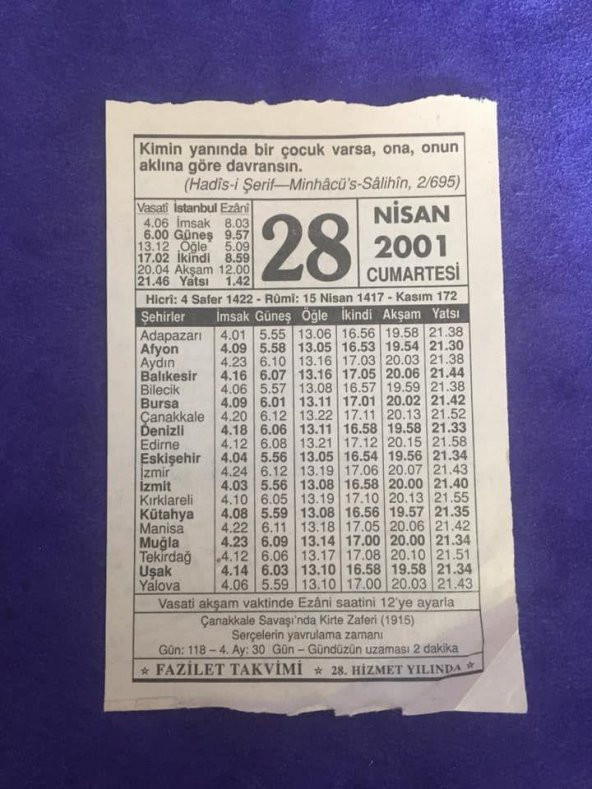 Kimin yanında bir çocuk varsa, ona, onun
aklına göre davransın.
(Hadîs-i Şerif—Minhâcü's-Sâlihîn, 2/695)
Vasatî İstanbul Ezânî
4.06 İmsak 8.03
6.00 Güneş 9.57
13.12 Öğle 5.09
17.02 İkindi 8.59
20.04 Akşam 12.00
21.46 Yatsı 1.42
28
NİSAN
2001
CUMARTESİ
Hicrî: 4 Safer 1422 - Rûmî: 15 Nisan 1417 - Kasım 172
Şehirler İmsak Güneş Öğle İkindi Akşam Yatsı
Adapazarı 4.01 5.55 13.06 16.56 19.58 21.38
Afyon 4.09 5.58 13.05 16.53 19.54 21.30
Aydın 4.23 6.10 13.16 17.03 20.03 21.38
Balıkesir 4.16 6.07 13.16 17.05 20.06 21.44
Bilecik 4.06 5.57 13.08 16.57 19.59 21.38
Bursa 4.09 6.01 13.11 17.01 20.02 21.42
Çanakkale 4.20 6.12 13.22 17.11 20.13 21.52
Denizli 4.18 6.06 13.11 16.58 19.58 21.33
Edirne 4.12 6.08 13.21 17.12 20.15 21.58
Eskişehir 4.04 5.56 13.05 16.54 19.56 21.34
İzmir 4.24 6.12 13.19 17.06 20.07 21.43
İzmit 4.03 5.56 13.08 16.58 20.00 21.40
Kırklareli 4.10 6.05 13.19 17.10 20.13 21.55
Kütahya 4.08 5.59 13.08 16.56 19.57 21.35
Manisa 4.22 6.11 13.18 17.05 20.06 21.42
Muğla 4.23 6.09 13.14 17.00 20.00 21.34
Tekirdağ 4.12 6.06 13.17 17.08 20.10 21.51
Uşak 4.14 6.03 13.10 16.58 19.58 21.34
Yalova 4.06 5.59 13.10 17.00 20.03 21.43
Vasati akşam vaktinde Ezâni saatini 12'ye ayarla
Çanakkale Savaşı'nda Kirte Zaferi (1915)
Serçelerin yavrulama zamanı
Gün: 118 – 4. Ay: 30 Gün – Gündüzün uzaması 2 dakika
☆ FAZİLET TAKVİMİ ☆ 28. HİZMET YILINDA ☆